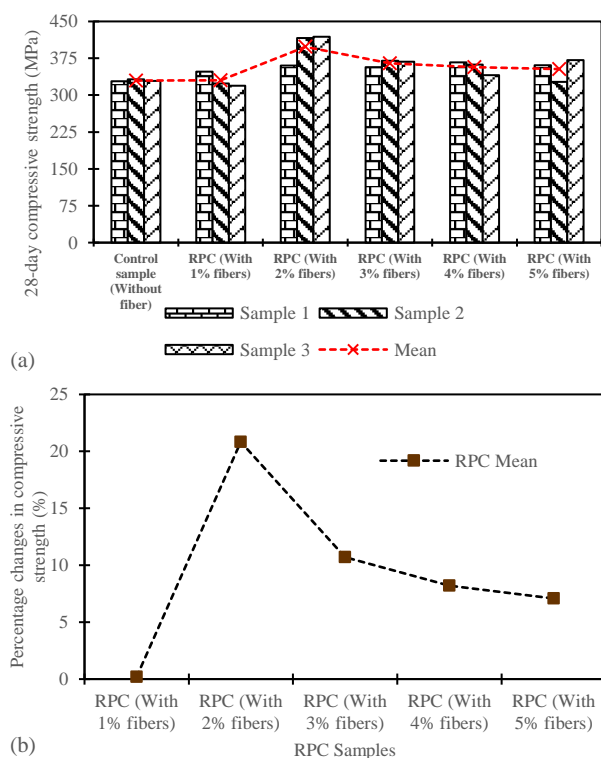 28-day compressive strength (MPa)
450
375
300
225
150
75
0
Control
sample
(Without
fiber)
RPC (With
1% fibers)
RPC (With
2% fibers)
RPC (With
3% fibers)
RPC (With
4% fibers)
RPC (With
5% fibers)
Sample 1
Sample 2
Sample 3
Mean
(a)
Percentage changes in compressive
strength (%)
25
20
15
10
5
0
RPC Mean
RPC (With
1% fibers)
RPC (With
2% fibers)
RPC (With
3% fibers)
RPC (With
4% fibers)
RPC (With
5% fibers)
RPC Samples
(b)